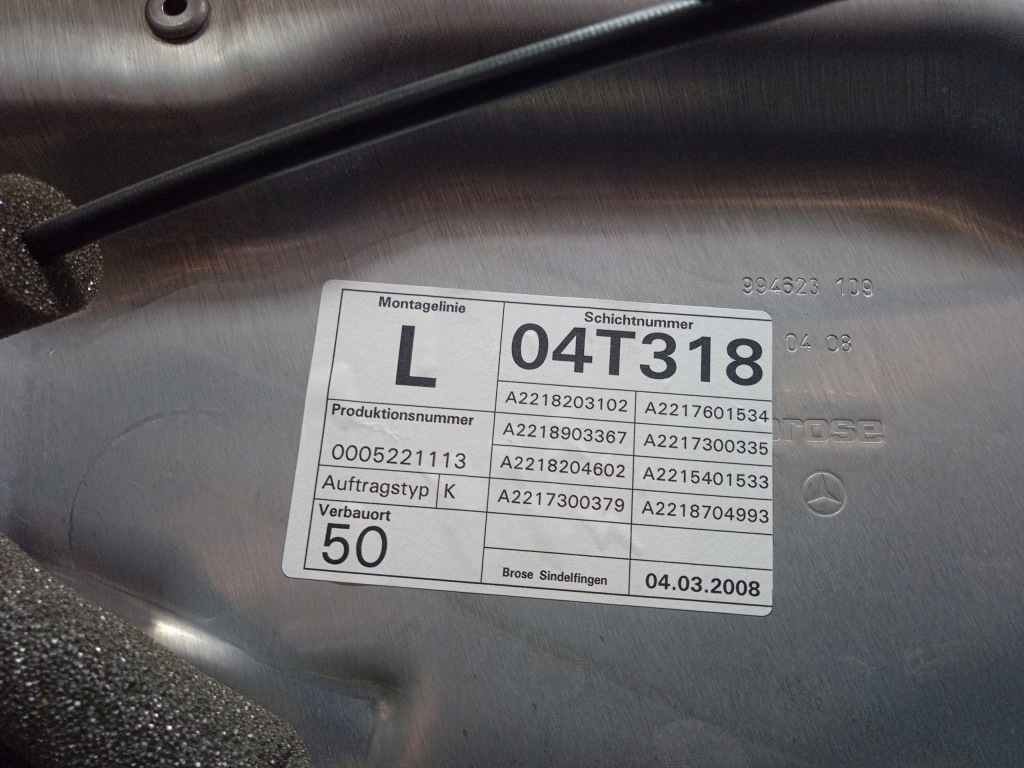 994623 109
04 08
brose
Montagelinie
L
Schichtnummer
04T318
A2218203102 A2217601534
A2218903367 A2217300335
A2218204602 A2215401533
A2217300379 A2218704993
Produktionsnummer
0005221113
Auftragstyp K
Verbauort
50
Brose Sindelfingen 04.03.2008